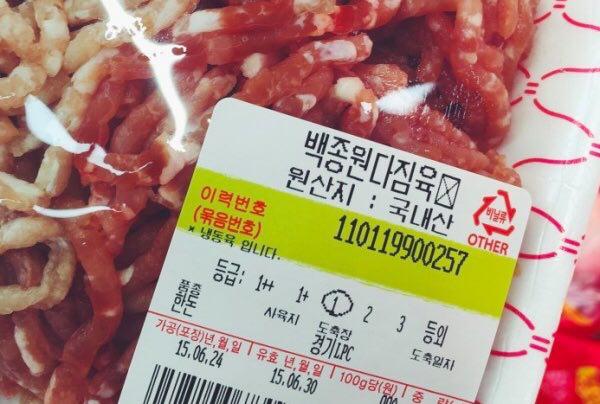 백종원다짐육
원산지 : 국내산
비닐류
OTHER
이력번호
(묶음번호)
110119900257
* 냉동육 입니다.
등급: 1++ 1+ 1 2 3 등외
품종 사육지 도축장 도축일자
한돈 경기LPC
가공(포장)년,월,일 유효 년,월,일 100g당(원)
15.06.24 15.06.30